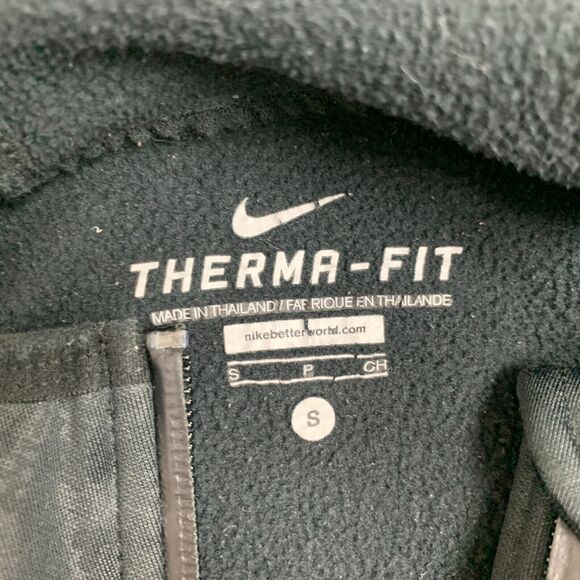 THERMA-FIT
MADE IN THAILAND / FABRIQUE EN THAILANDE
nikebetterworld.com
S P CH
S